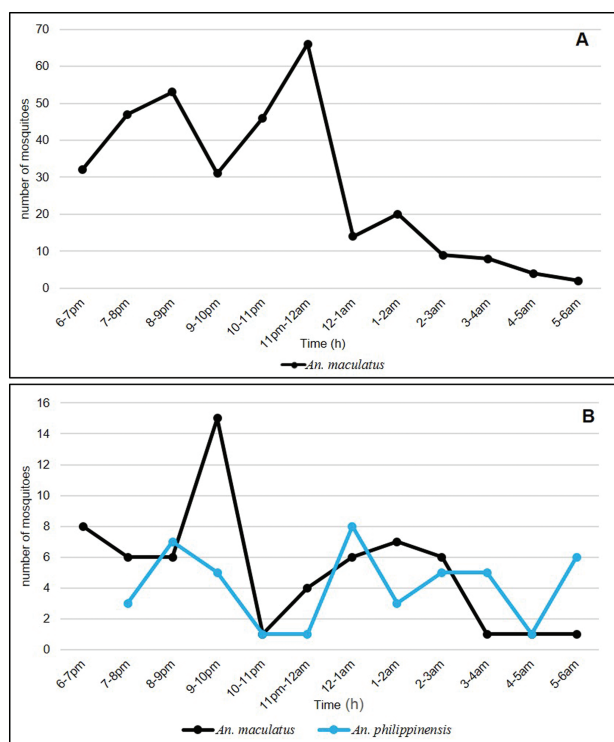 A
70
60
50
40
30
20
10
0
number of mosquitoes
6-7pm
7-8pm
8-9pm
9-10pm
10-11pm
11pm-12am
12-1am
1-2am
2-3am
3-4am
4-5am
5-6am
Time (h)
An. maculatus
B
16
14
12
10
8
6
4
2
0
number of mosquitoes
6-7pm
7-8pm
8-9pm
9-10pm
10-11pm
11pm-12am
12-1am
1-2am
2-3am
3-4am
4-5am
5-6am
Time (h)
An. maculatus An. philippinensis